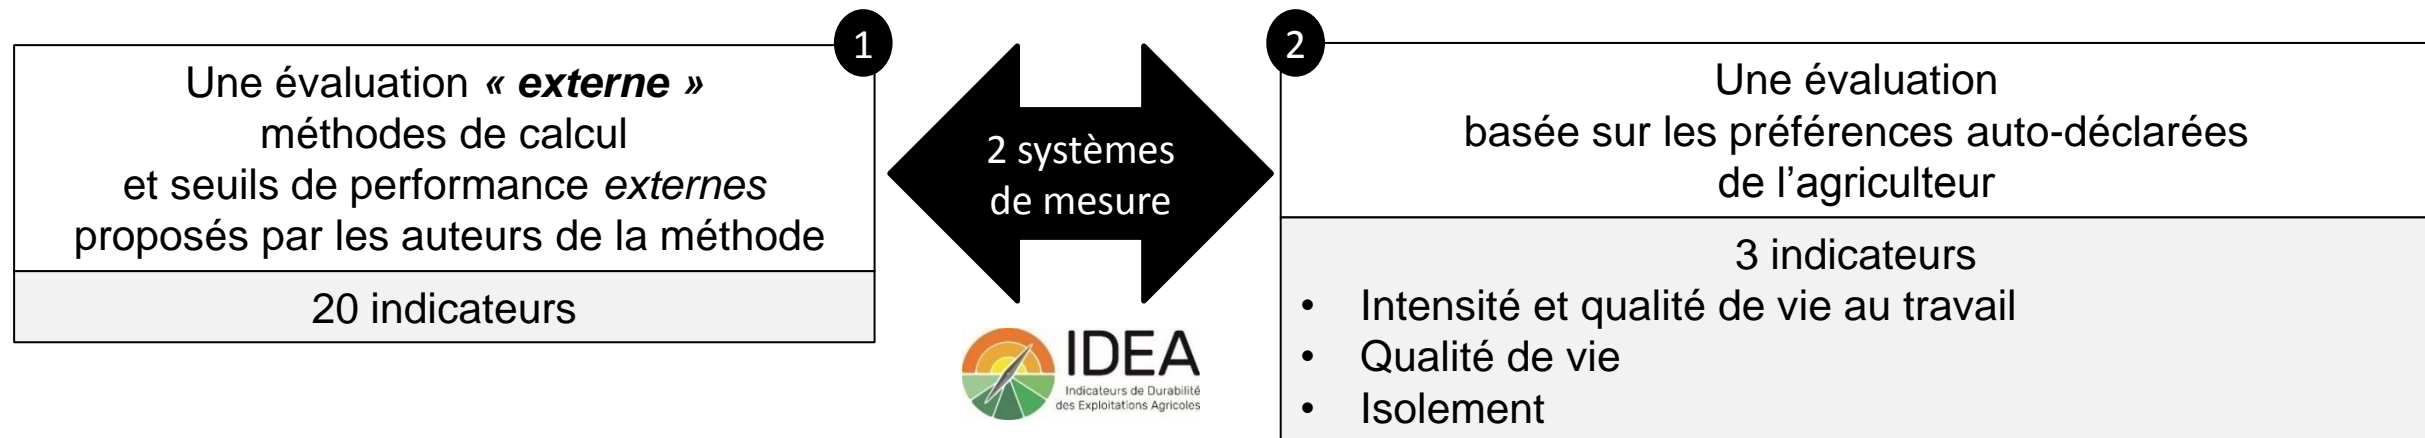 1
Une évaluation « externe »
méthodes de calcul
et seuils de performance externes
proposés par les auteurs de la méthode
20 indicateurs
2 systèmes
de mesure
IDEA
Indicateurs de Durabilité
des Exploitations Agricoles
2
Une évaluation
basée sur les préférences auto-déclarées
de l’agriculteur
3 indicateurs
• Intensité et qualité de vie au travail
• Qualité de vie
• Isolement